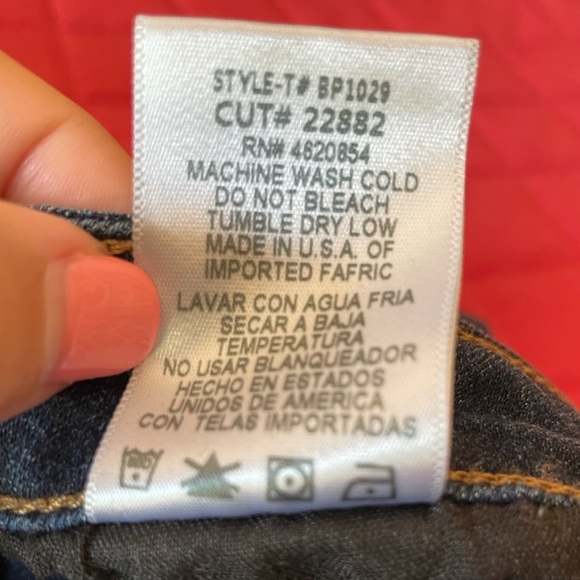 STYLE-T# BP1029
CUT# 22882
RN# 4620854
MACHINE WASH COLD
DO NOT BLEACH
TUMBLE DRY LOW
MADE IN U.S.A. OF
IMPORTED FAFRIC
LAVAR CON AGUA FRIA
SECAR A BAJA
TEMPERATURA
NO USAR BLANQUEADOR
HECHO EN ESTADOS
UNIDOS DE AMERICA
CON TELAS IMPORTADAS